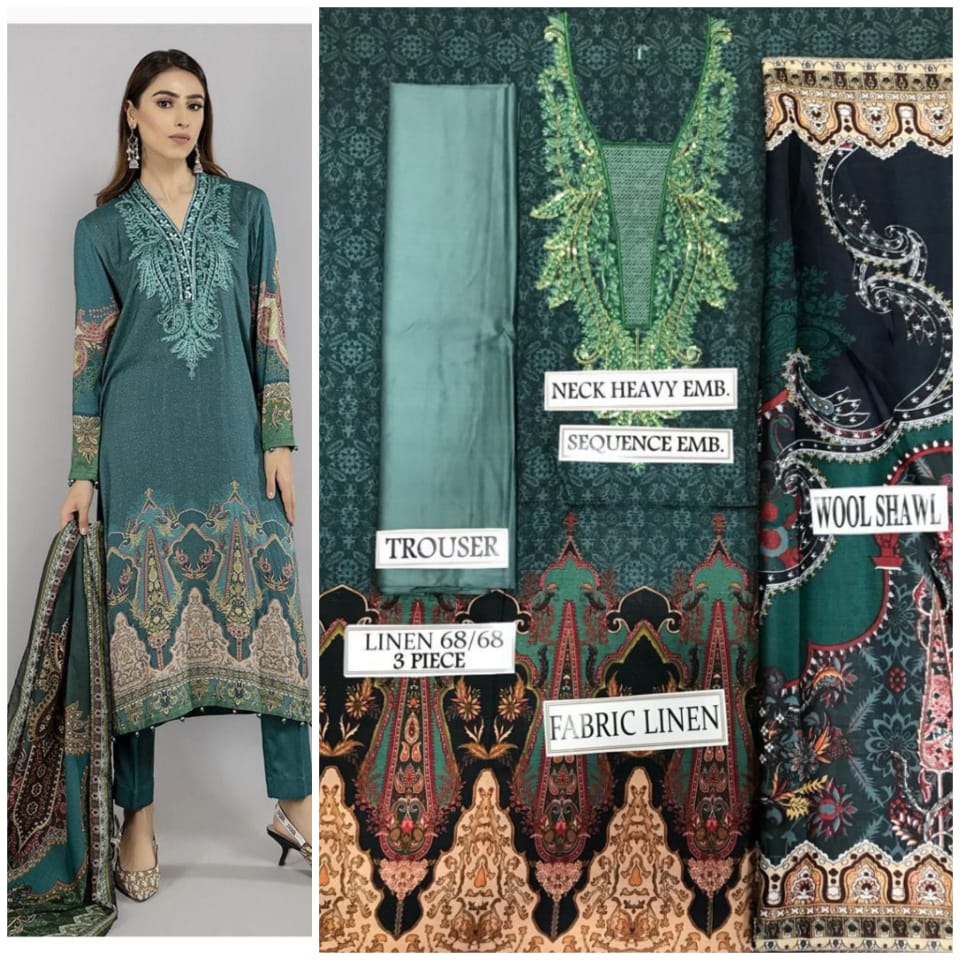 NECK HEAVY EMB.
SEQUENCE EMB.
WOOL SHAWL
TROUSER
LINEN 68/68
3 PIECE
FABRIC LINEN